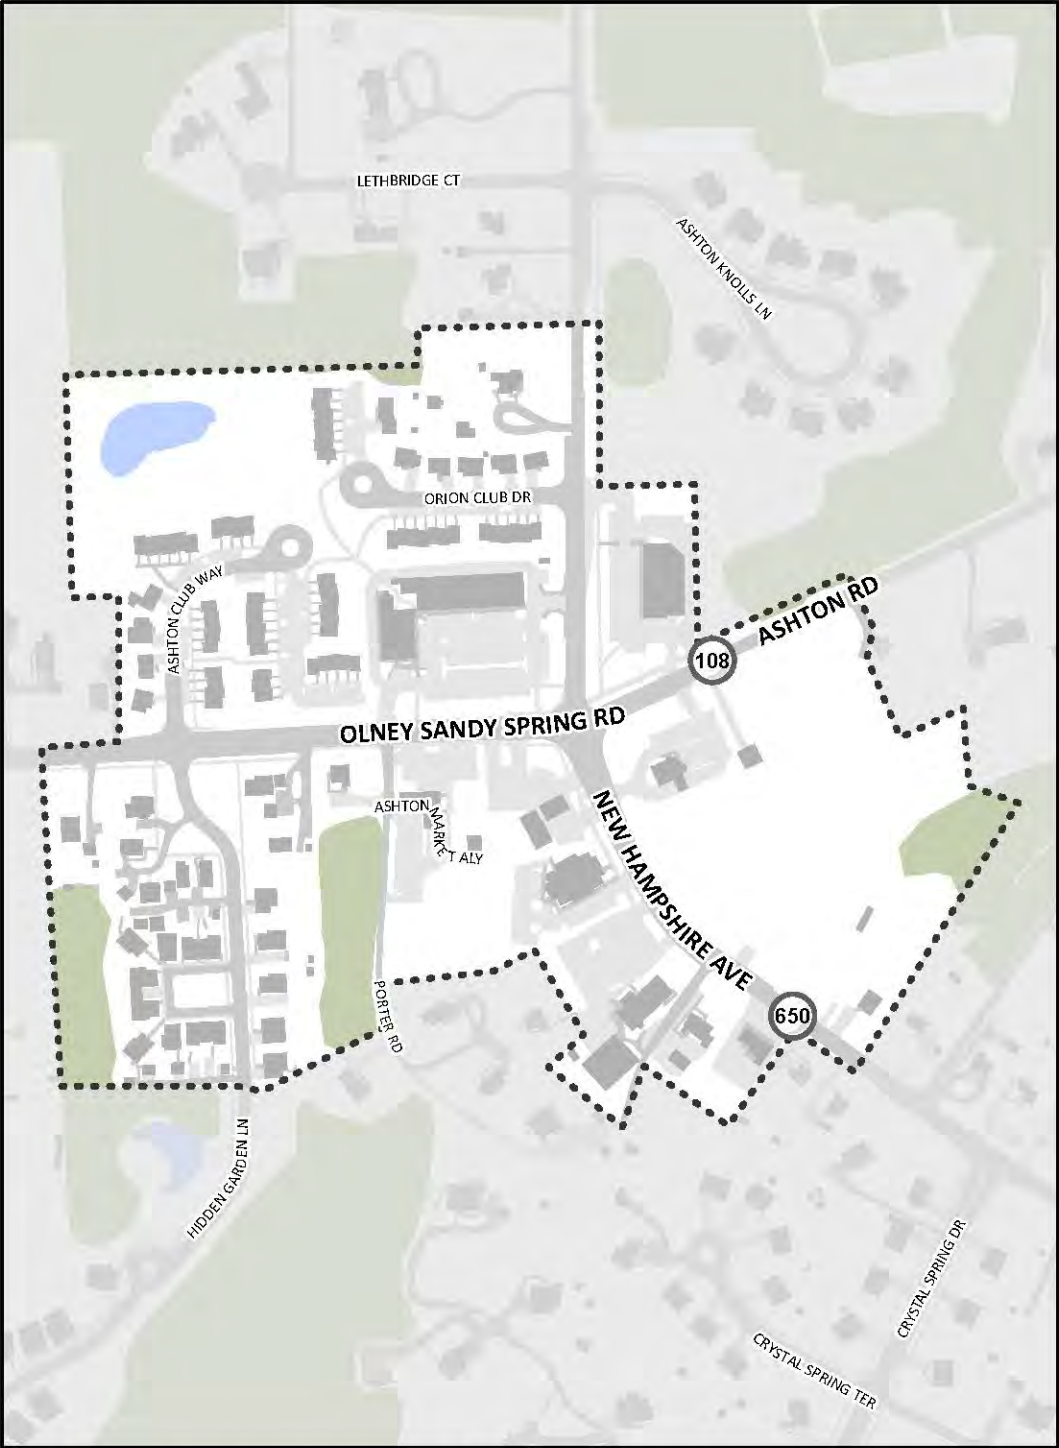 LETHBRIDGE CT
ASHTON KNOLLS LN
ORION CLUB DR
ASHTON CLUB WAY
ASHTON RD
108
OLNEY SANDY SPRING RD
ASHTON MARKET ALY
NEW HAMPSHIRE AVE
650
PORTER RD
HIDDEN GARDEN LN
CRYSTAL SPRING DR
CRYSTAL SPRING TER